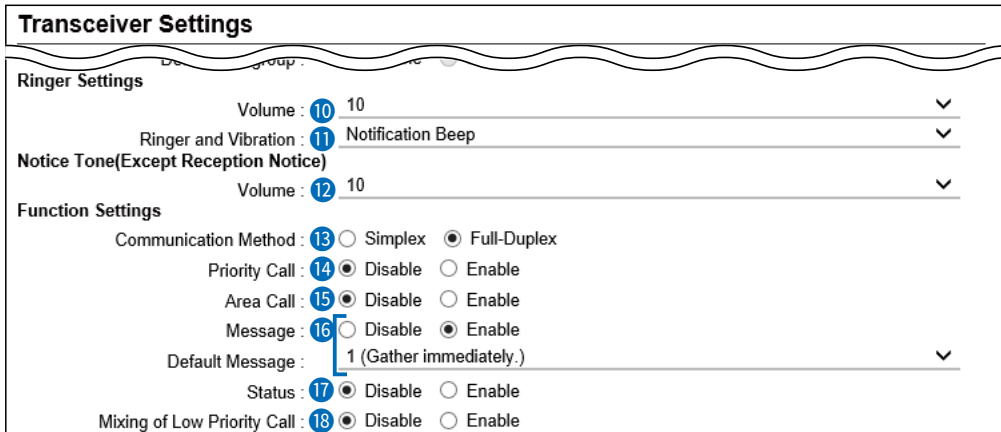 Transceiver Settings
Ringer Settings
Volume : 10 10
Ringer and Vibration : 11 Notification Beep
Notice Tone(Except Reception Notice)
Volume : 12 10
Function Settings
Communication Method : 13 Simplex Full-Duplex
Priority Call : 14 Disable Enable
Area Call : 15 Disable Enable
Message : 16 Disable Enable
Default Message : 1 (Gather immediately.)
Status : 17 Disable Enable
Mixing of Low Priority Call : 18 Disable Enable